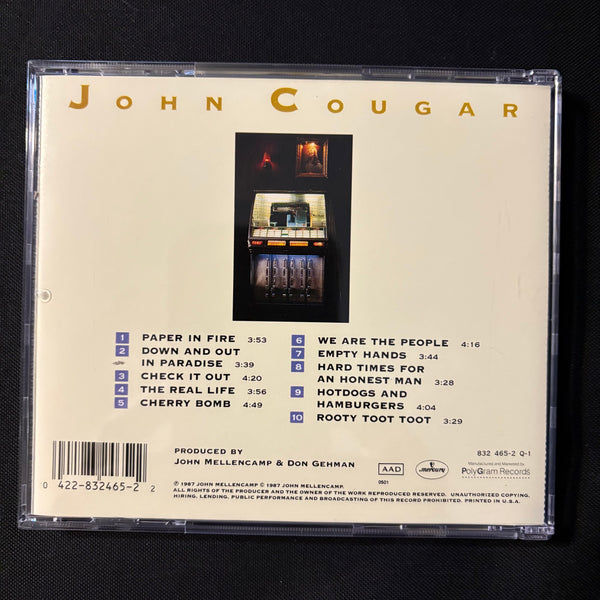 JOHN COUGAR
1 PAPER IN FIRE 3:53
2 DOWN AND OUT
IN PARADISE 3:39
3 CHECK IT OUT 4:20
4 THE REAL LIFE 3:56
5 CHERRY BOMB 4:49
6 WE ARE THE PEOPLE 4:16
7 EMPTY HANDS 3:44
8 HARD TIMES FOR
AN HONEST MAN 3:28
9 HOTDOGS AND
HAMBURGERS 4:04
10 ROOTY TOOT TOOT 3:29
PRODUCED BY
JOHN MELLENCAMP & DON GEHMAN
AAD
0501
mercury
832 465-2 Q-1
Manufactured and Marketed by
PolyGram Records
0 422-832465-2 2
℗ 1987 JOHN MELLENCAMP © 1987 JOHN MELLENCAMP.
ALL RIGHTS OF THE PRODUCER AND THE OWNER OF THE WORK REPRODUCED RESERVED. UNAUTHORIZED COPYING,
HIRING, LENDING, PUBLIC PERFORMANCE AND BROADCASTING OF THIS RECORD PROHIBITED. PRINTED IN U.S.A.